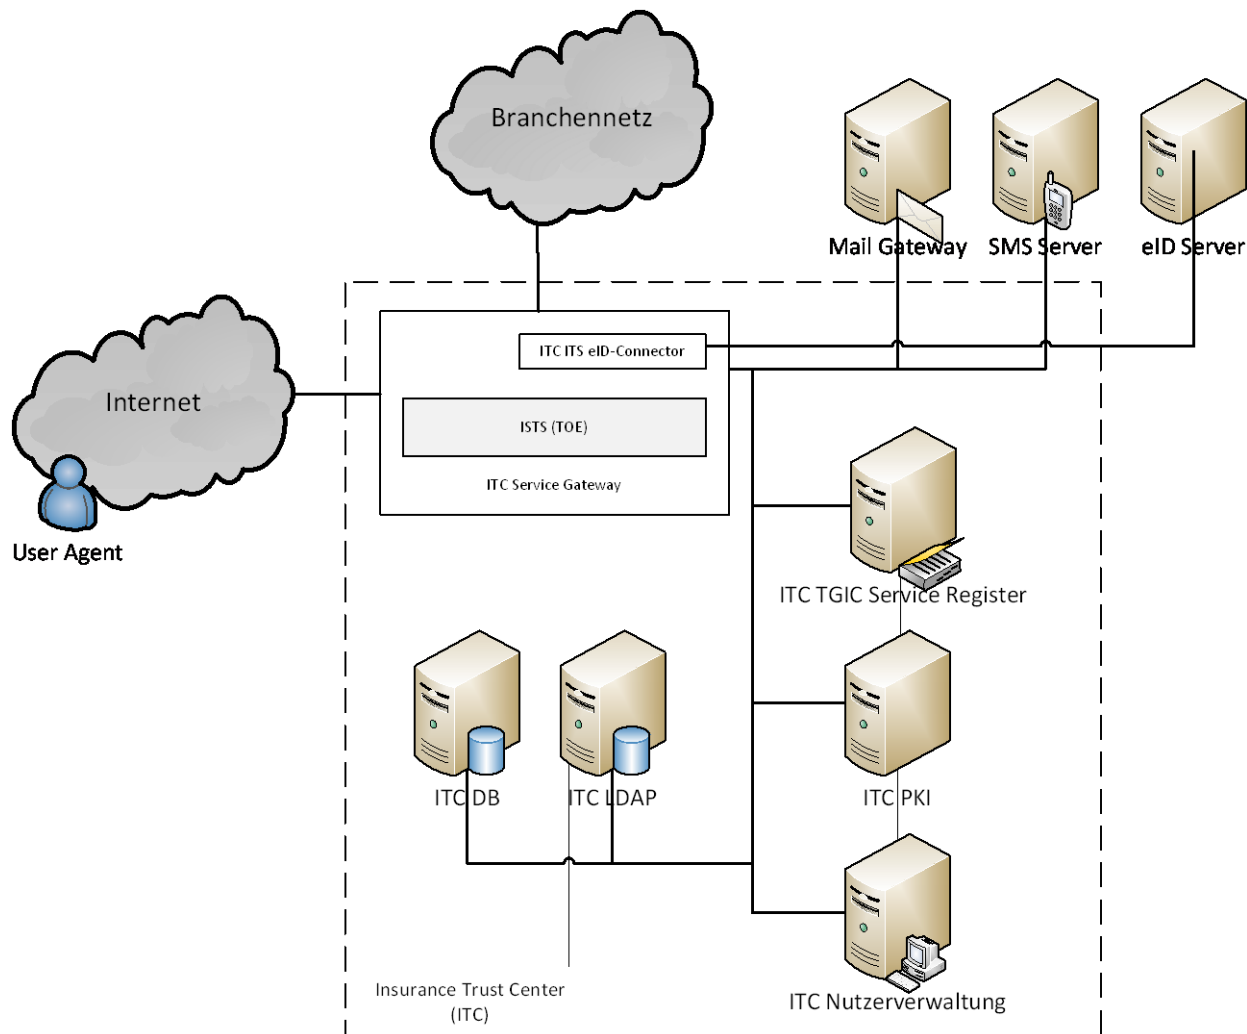 Branchennetz
Mail Gateway
SMS Server
eID Server
ITC ITS eID-Connector
Internet
ISTS (TOE)
ITC Service Gateway
User Agent
ITC TGIC Service Register
ITC DB
ITC LDAP
ITC PKI
Insurance Trust Center
(ITC)
ITC Nutzerverwaltung